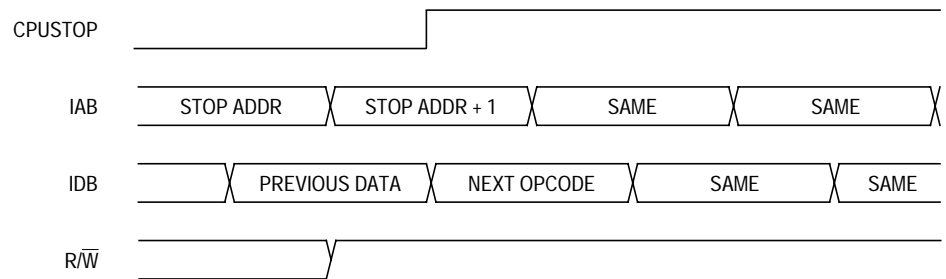 CPUSTOP
IAB STOP ADDR STOP ADDR + 1 SAME SAME
IDB PREVIOUS DATA NEXT OPCODE SAME SAME
R/W̅